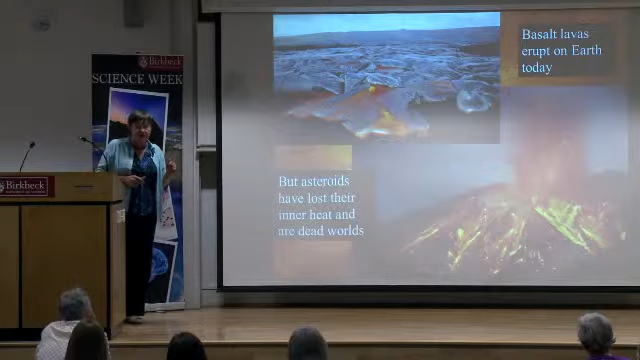 Birkbeck
SCIENCE WEEK
Basalt lavas
erupt on Earth
today
But asteroids
have lost their
inner heat and
are dead worlds
Birkbeck